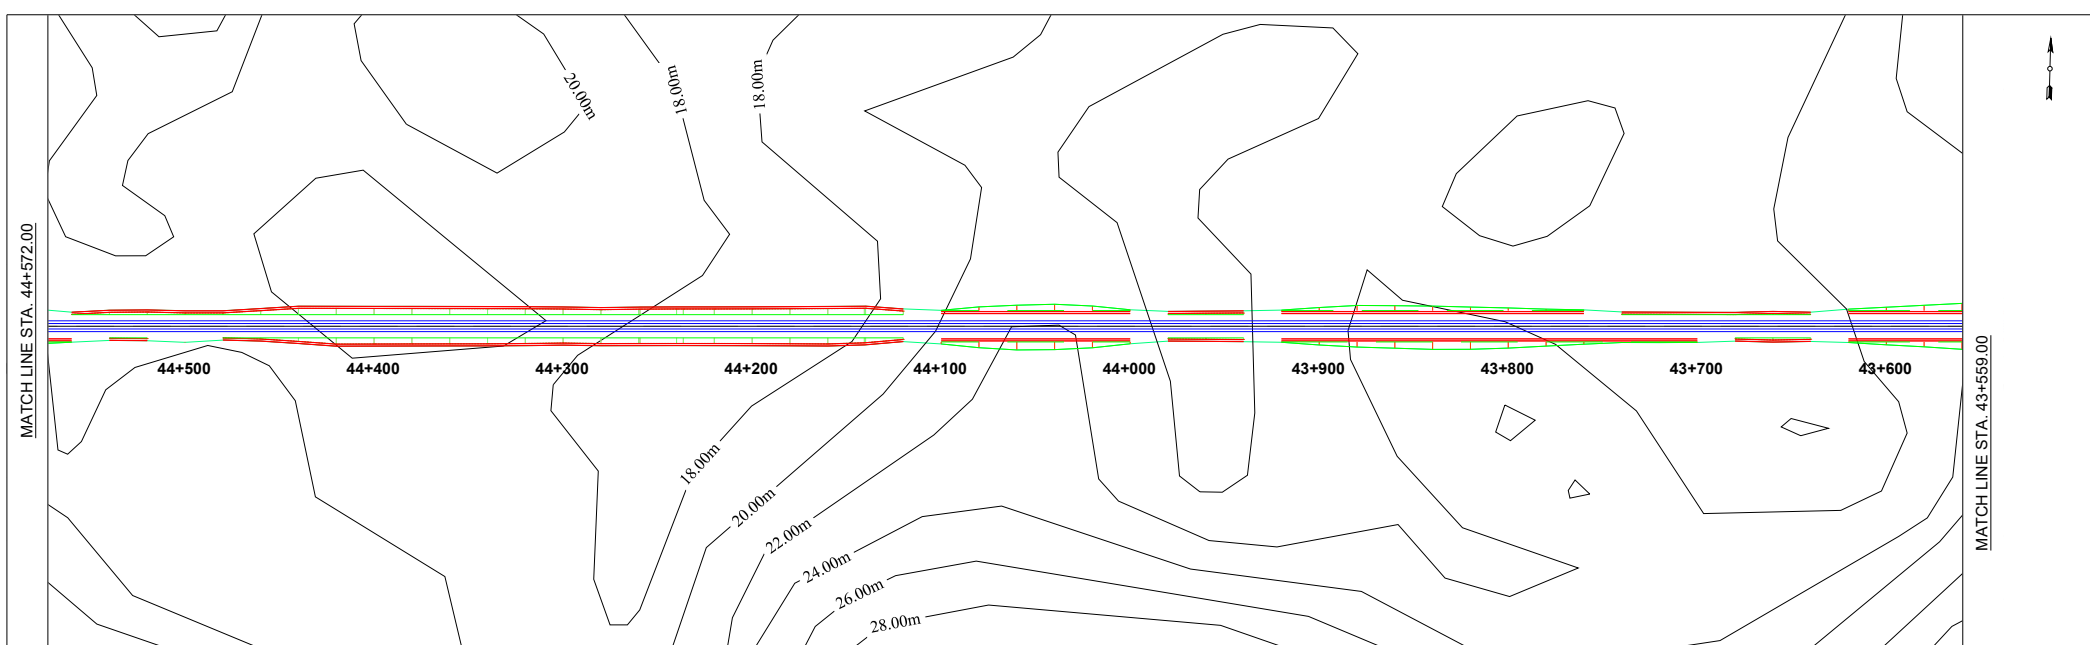 MATCH LINE STA. 44+572.00
20.00m
18.00m
18.00m
44+500
44+400
44+300
44+200
44+100
44+000
43+900
43+800
43+700
43+600
18.00m
20.00m
22.00m
24.00m
26.00m
28.00m
MATCH LINE STA. 43+559.00